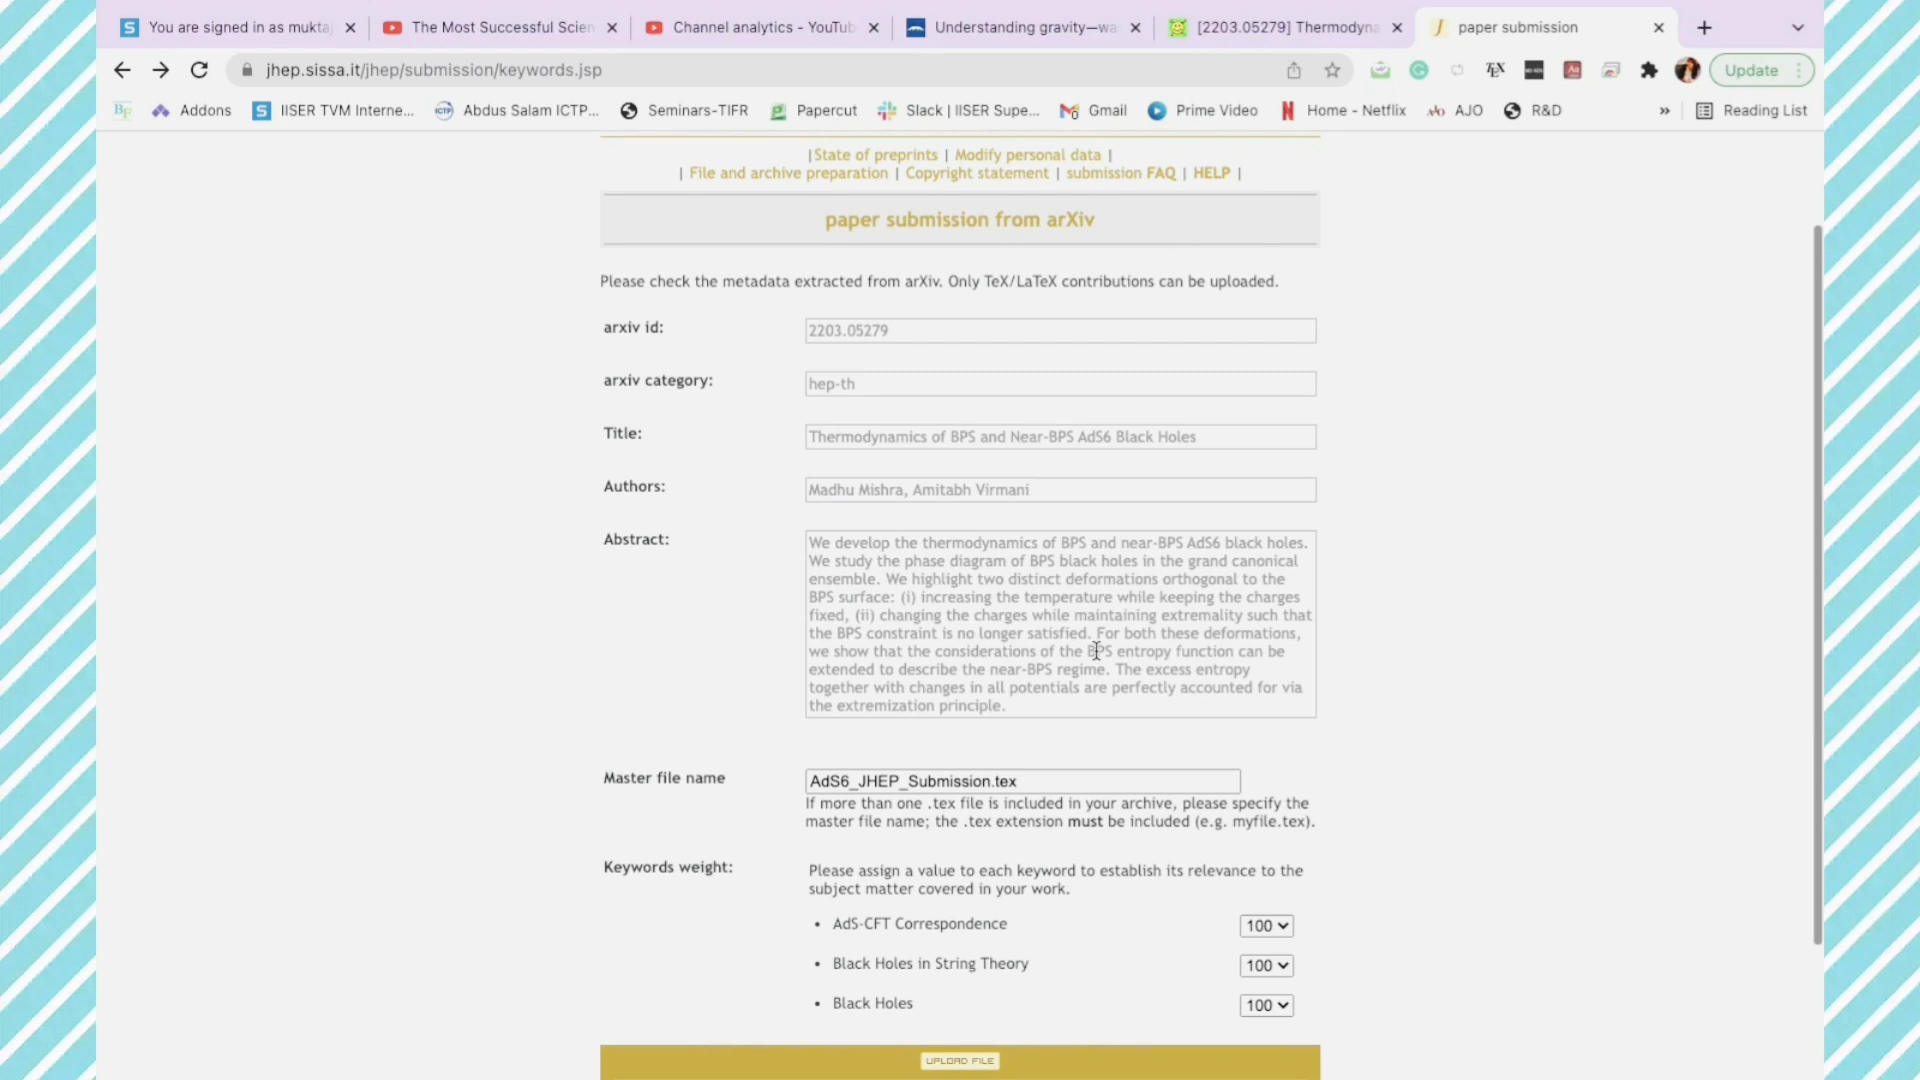 You are signed in as mukta
The Most Successful Scien
Channel analytics - YouTub
Understanding gravity—wa
[2203.05279] Thermodyna
paper submission
jhep.sissa.it/jhep/submission/keywords.jsp
Update
Addons
IISER TVM Interne...
Abdus Salam ICTP...
Seminars-TIFR
Papercut
Slack | IISER Supe...
Gmail
Prime Video
Home - Netflix
AJO
R&D
»
Reading List
|State of preprints | Modify personal data |
| File and archive preparation | Copyright statement | submission FAQ | HELP |
paper submission from arXiv
Please check the metadata extracted from arXiv. Only TeX/LaTeX contributions can be uploaded.
arxiv id:
2203.05279
arxiv category:
hep-th
Title:
Thermodynamics of BPS and Near-BPS AdS6 Black Holes
Authors:
Madhu Mishra, Amitabh Virmani
Abstract:
We develop the thermodynamics of BPS and near-BPS AdS6 black holes.
We study the phase diagram of BPS black holes in the grand canonical
ensemble. We highlight two distinct deformations orthogonal to the
BPS surface: (i) increasing the temperature while keeping the charges
fixed, (ii) changing the charges while maintaining extremality such that
the BPS constraint is no longer satisfied. For both these deformations,
we show that the considerations of the BPS entropy function can be
extended to describe the near-BPS regime. The excess entropy
together with changes in all potentials are perfectly accounted for via
the extremization principle.
Master file name
AdS6_JHEP_Submission.tex
If more than one .tex file is included in your archive, please specify the
master file name; the .tex extension must be included (e.g. myfile.tex).
Keywords weight:
Please assign a value to each keyword to establish its relevance to the
subject matter covered in your work.
• AdS-CFT Correspondence
100
• Black Holes in String Theory
100
• Black Holes
100
UPLOAD FILE